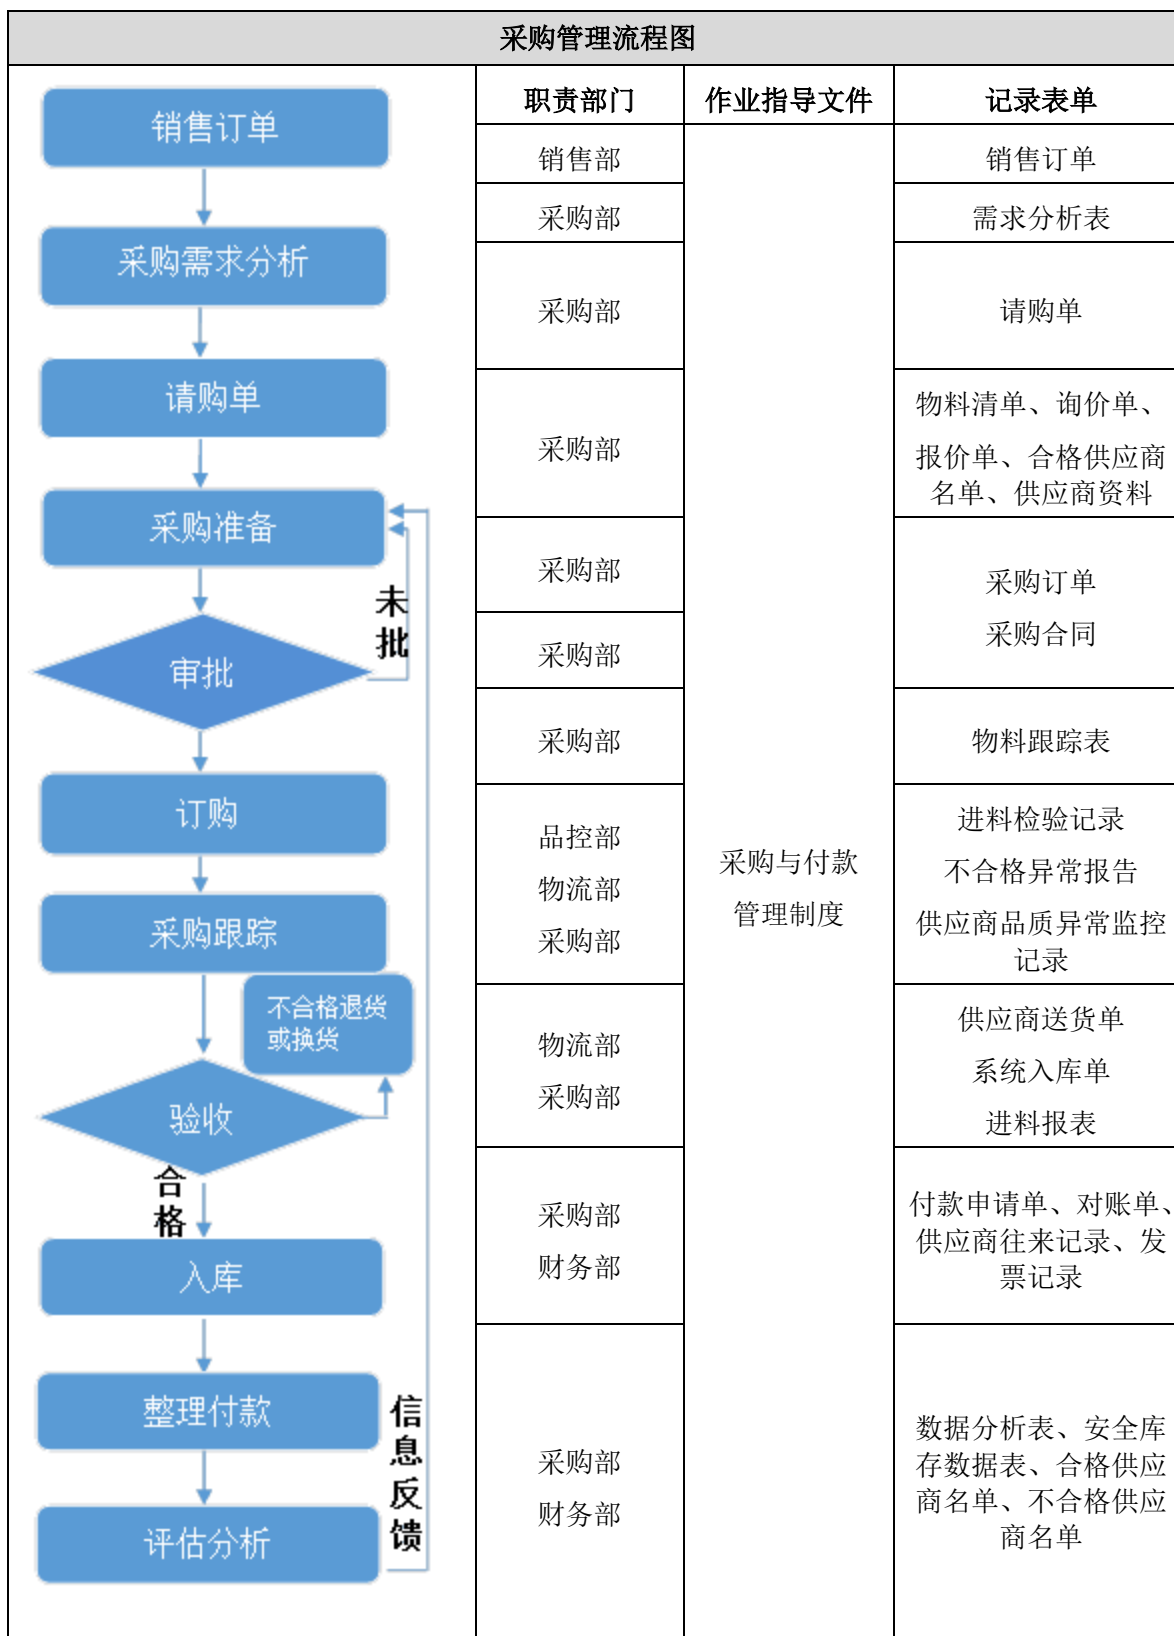 采购管理流程图
职责部门
作业指导文件
记录表单
销售订单
采购需求分析
请购单
采购准备
未
批
审批
订购
采购跟踪
不合格退货
或换货
验收
合
格
入库
整理付款
评估分析
信
息
反
馈
销售部
销售订单
采购部
需求分析表
采购部
请购单
采购部
物料清单、询价单、
报价单、合格供应商
名单、供应商资料
采购部
采购部
采购订单
采购合同
采购部
物料跟踪表
品控部
物流部
采购部
进料检验记录
不合格异常报告
供应商品质异常监控
记录
采购与付款
管理制度
物流部
采购部
供应商送货单
系统入库单
进料报表
采购部
财务部
付款申请单、对账单、
供应商往来记录、发
票记录
采购部
财务部
数据分析表、安全库
存数据表、合格供应
商名单、不合格供应
商名单